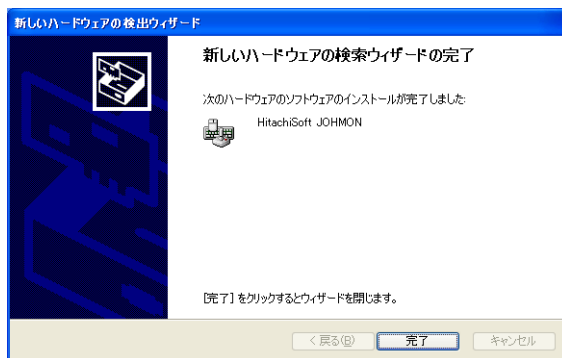 新しいハードウェアの検出ウィザード
新しいハードウェアの検索ウィザードの完了
次のハードウェアのソフトウェアのインストールが完了しました:
HitachiSoft JOHMON
[完了] をクリックするとウィザードを閉じます。
< 戻る(B) 完了 キャンセル